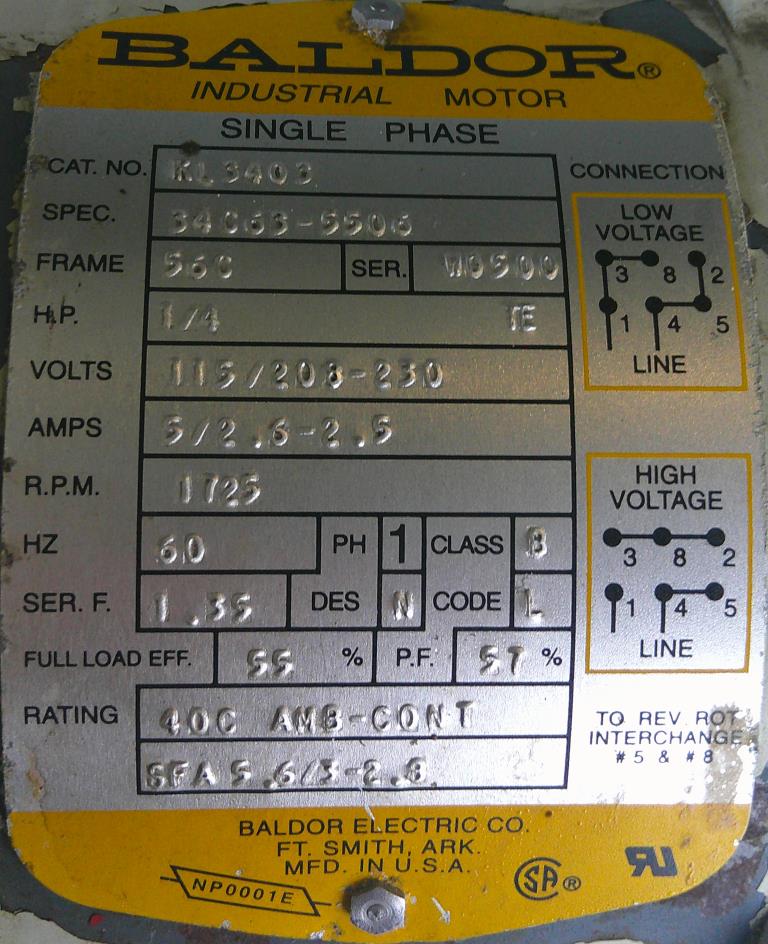 BALDOR®
INDUSTRIAL MOTOR
SINGLE PHASE
CAT. NO. KL3403
SPEC. 34C63-5506
FRAME 56C SER. W0500
H.P. 1/4 TE
VOLTS 115/208-230
AMPS 5/2.6-2.5
R.P.M. 1725
HZ 60 PH 1 CLASS B
SER. F. 1.35 DES N CODE L
FULL LOAD EFF. 55 % P.F. 57 %
RATING 40C AMB-CONT
SFA 5.6/3-2.8
CONNECTION
LOW
VOLTAGE
3 8 2
1 4 5
LINE
HIGH
VOLTAGE
3 8 2
1 4 5
LINE
TO REV. ROT.
INTERCHANGE
#5 & #8
BALDOR ELECTRIC CO.
FT. SMITH, ARK.
MFD. IN U.S.A.
NP0001E
SA®
RU